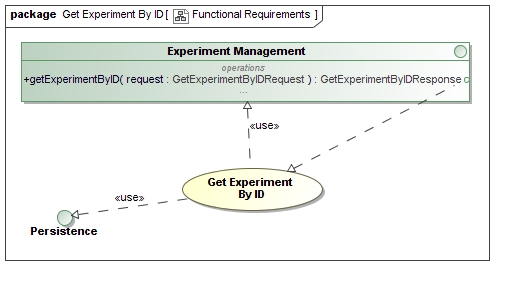 package Get Experiment By ID [ Functional Requirements ]
Experiment Management
operations
+getExperimentByID( request : GetExperimentByIDRequest ) : GetExperimentByIDResponse
...
«use»
Get Experiment
By ID
«use»
Persistence